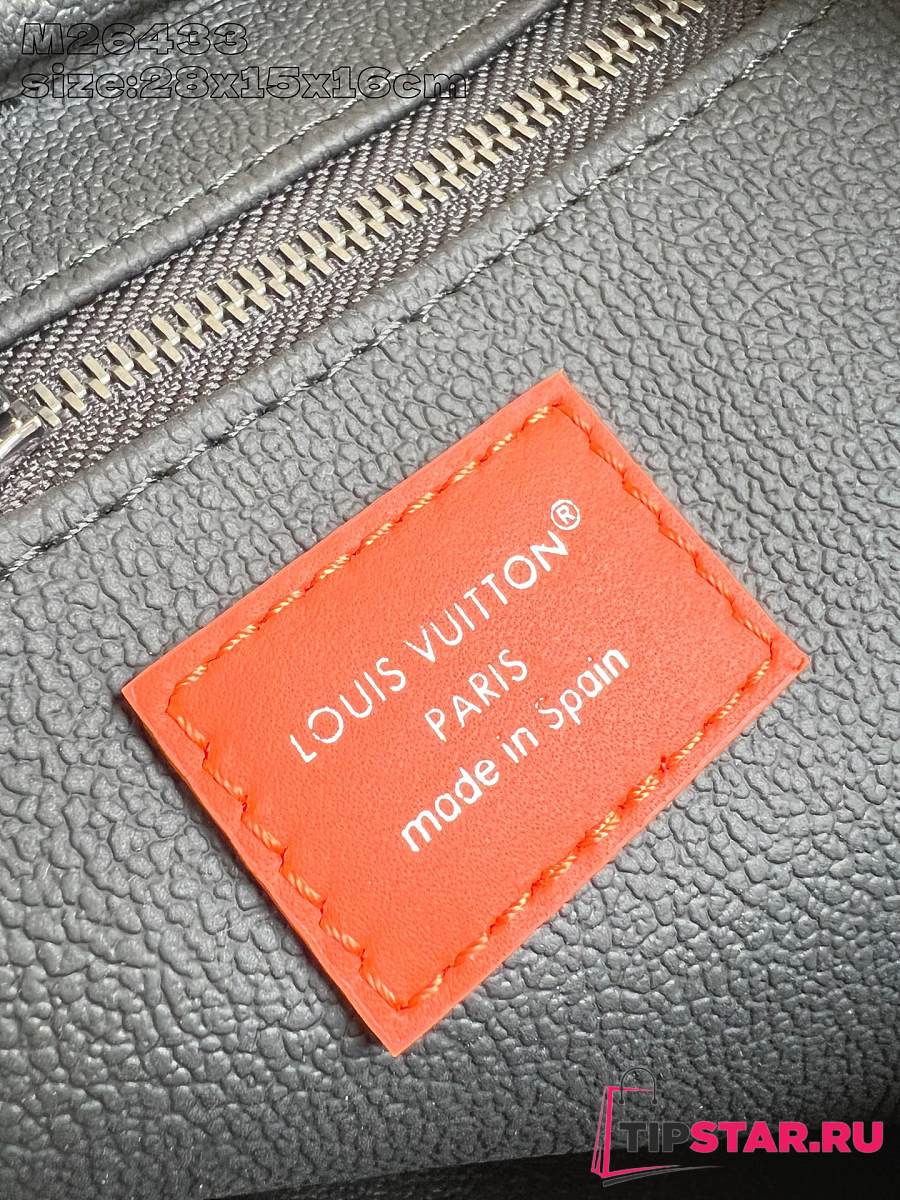 M26433
size:28x15x16cm
LOUIS VUITTON®
PARIS
made in Spain
TIPSTAR.RU